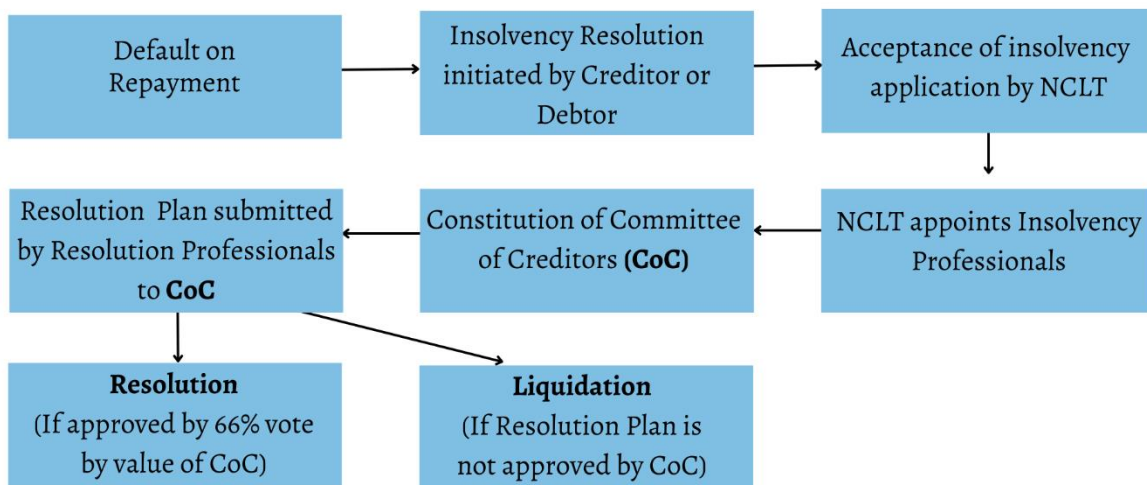 Default on
Repayment
Insolvency Resolution
initiated by Creditor or
Debtor
Acceptance of insolvency
application by NCLT
NCLT appoints Insolvency
Professionals
Constitution of Committee
of Creditors (CoC)
Resolution Plan submitted
by Resolution Professionals
to CoC
Resolution
(If approved by 66% vote
by value of CoC)
Liquidation
(If Resolution Plan is
not approved by CoC)